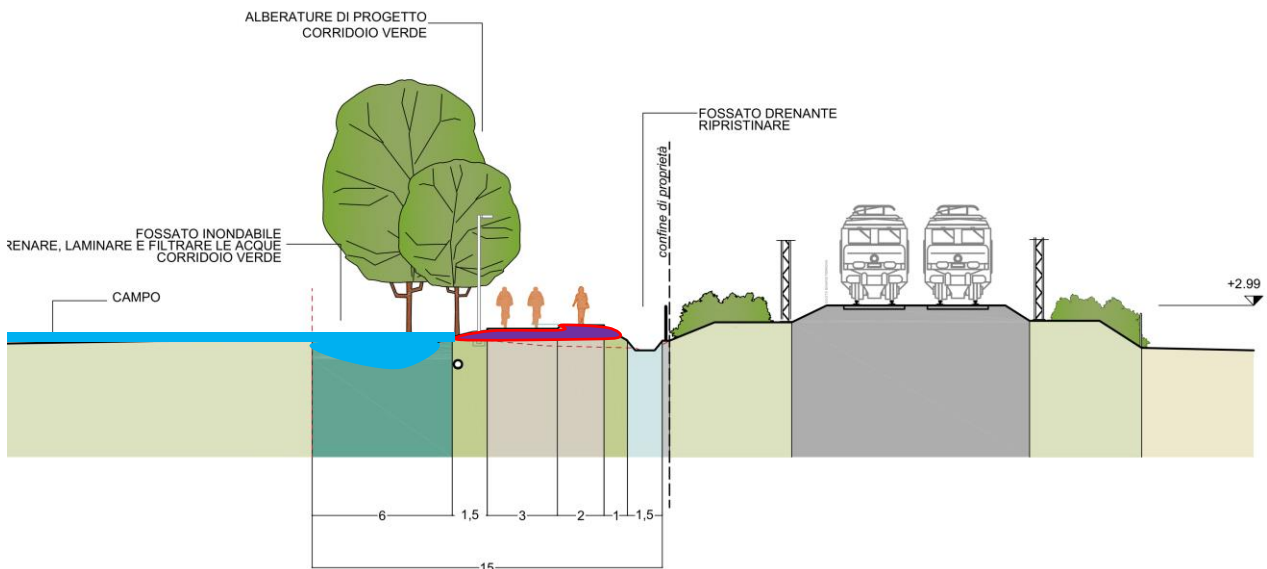 ALBERATURE DI PROGETTO
CORRIDOIO VERDE
FOSSATO DRENANTE
RIPRISTINARE
confine di proprietà
FOSSATO INONDABILE
RENARE, LAMINARE E FILTRARE LE ACQUE
CORRIDOIO VERDE
CAMPO
+2.99
6
1,5
3
2
1
1,5
15